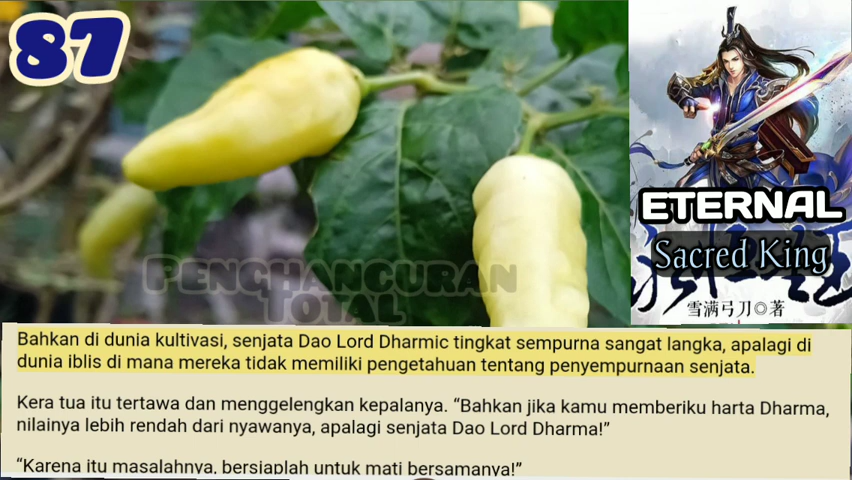 87
ETERNAL
Sacred King
雪满弓刀◎著
PENGHANCURAN
TOTAL
Bahkan di dunia kultivasi, senjata Dao Lord Dharmic tingkat sempurna sangat langka, apalagi di
dunia iblis di mana mereka tidak memiliki pengetahuan tentang penyempurnaan senjata.
Kera tua itu tertawa dan menggelengkan kepalanya. “Bahkan jika kamu memberiku harta Dharma,
nilainya lebih rendah dari nyawanya, apalagi senjata Dao Lord Dharma!”
“Karena itu masalahnya, bersiaplah untuk mati bersamanya!”